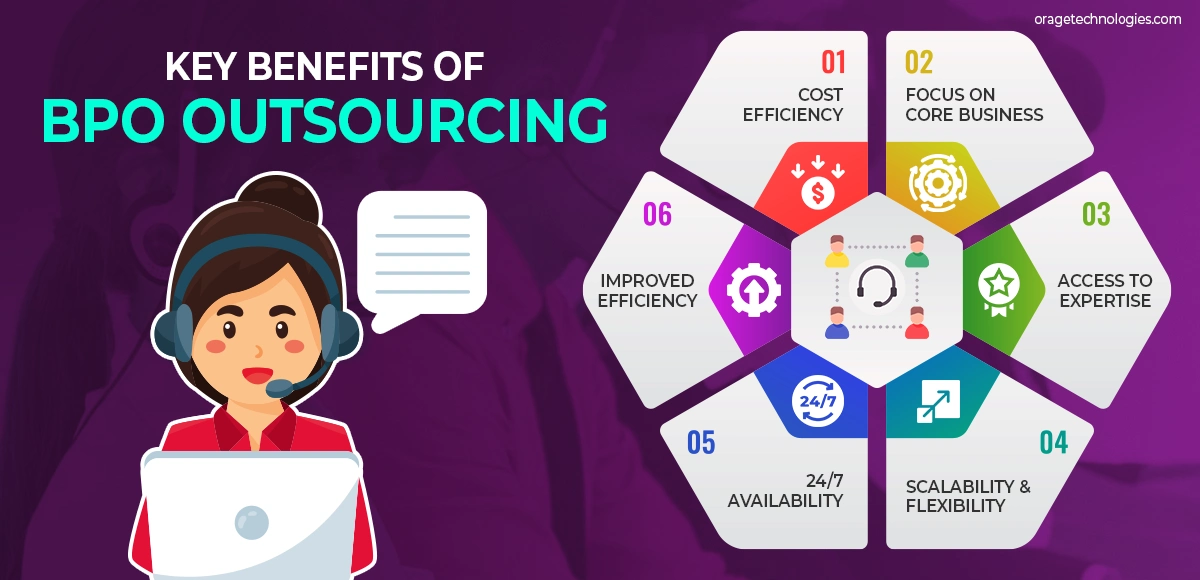 oragetechnologies.com
KEY BENEFITS OF
BPO OUTSOURCING
01
COST
EFFICIENCY
02
FOCUS ON
CORE BUSINESS
03
ACCESS TO
EXPERTISE
04
SCALABILITY &
FLEXIBILITY
05
24/7
AVAILABILITY
24/7
06
IMPROVED
EFFICIENCY
$